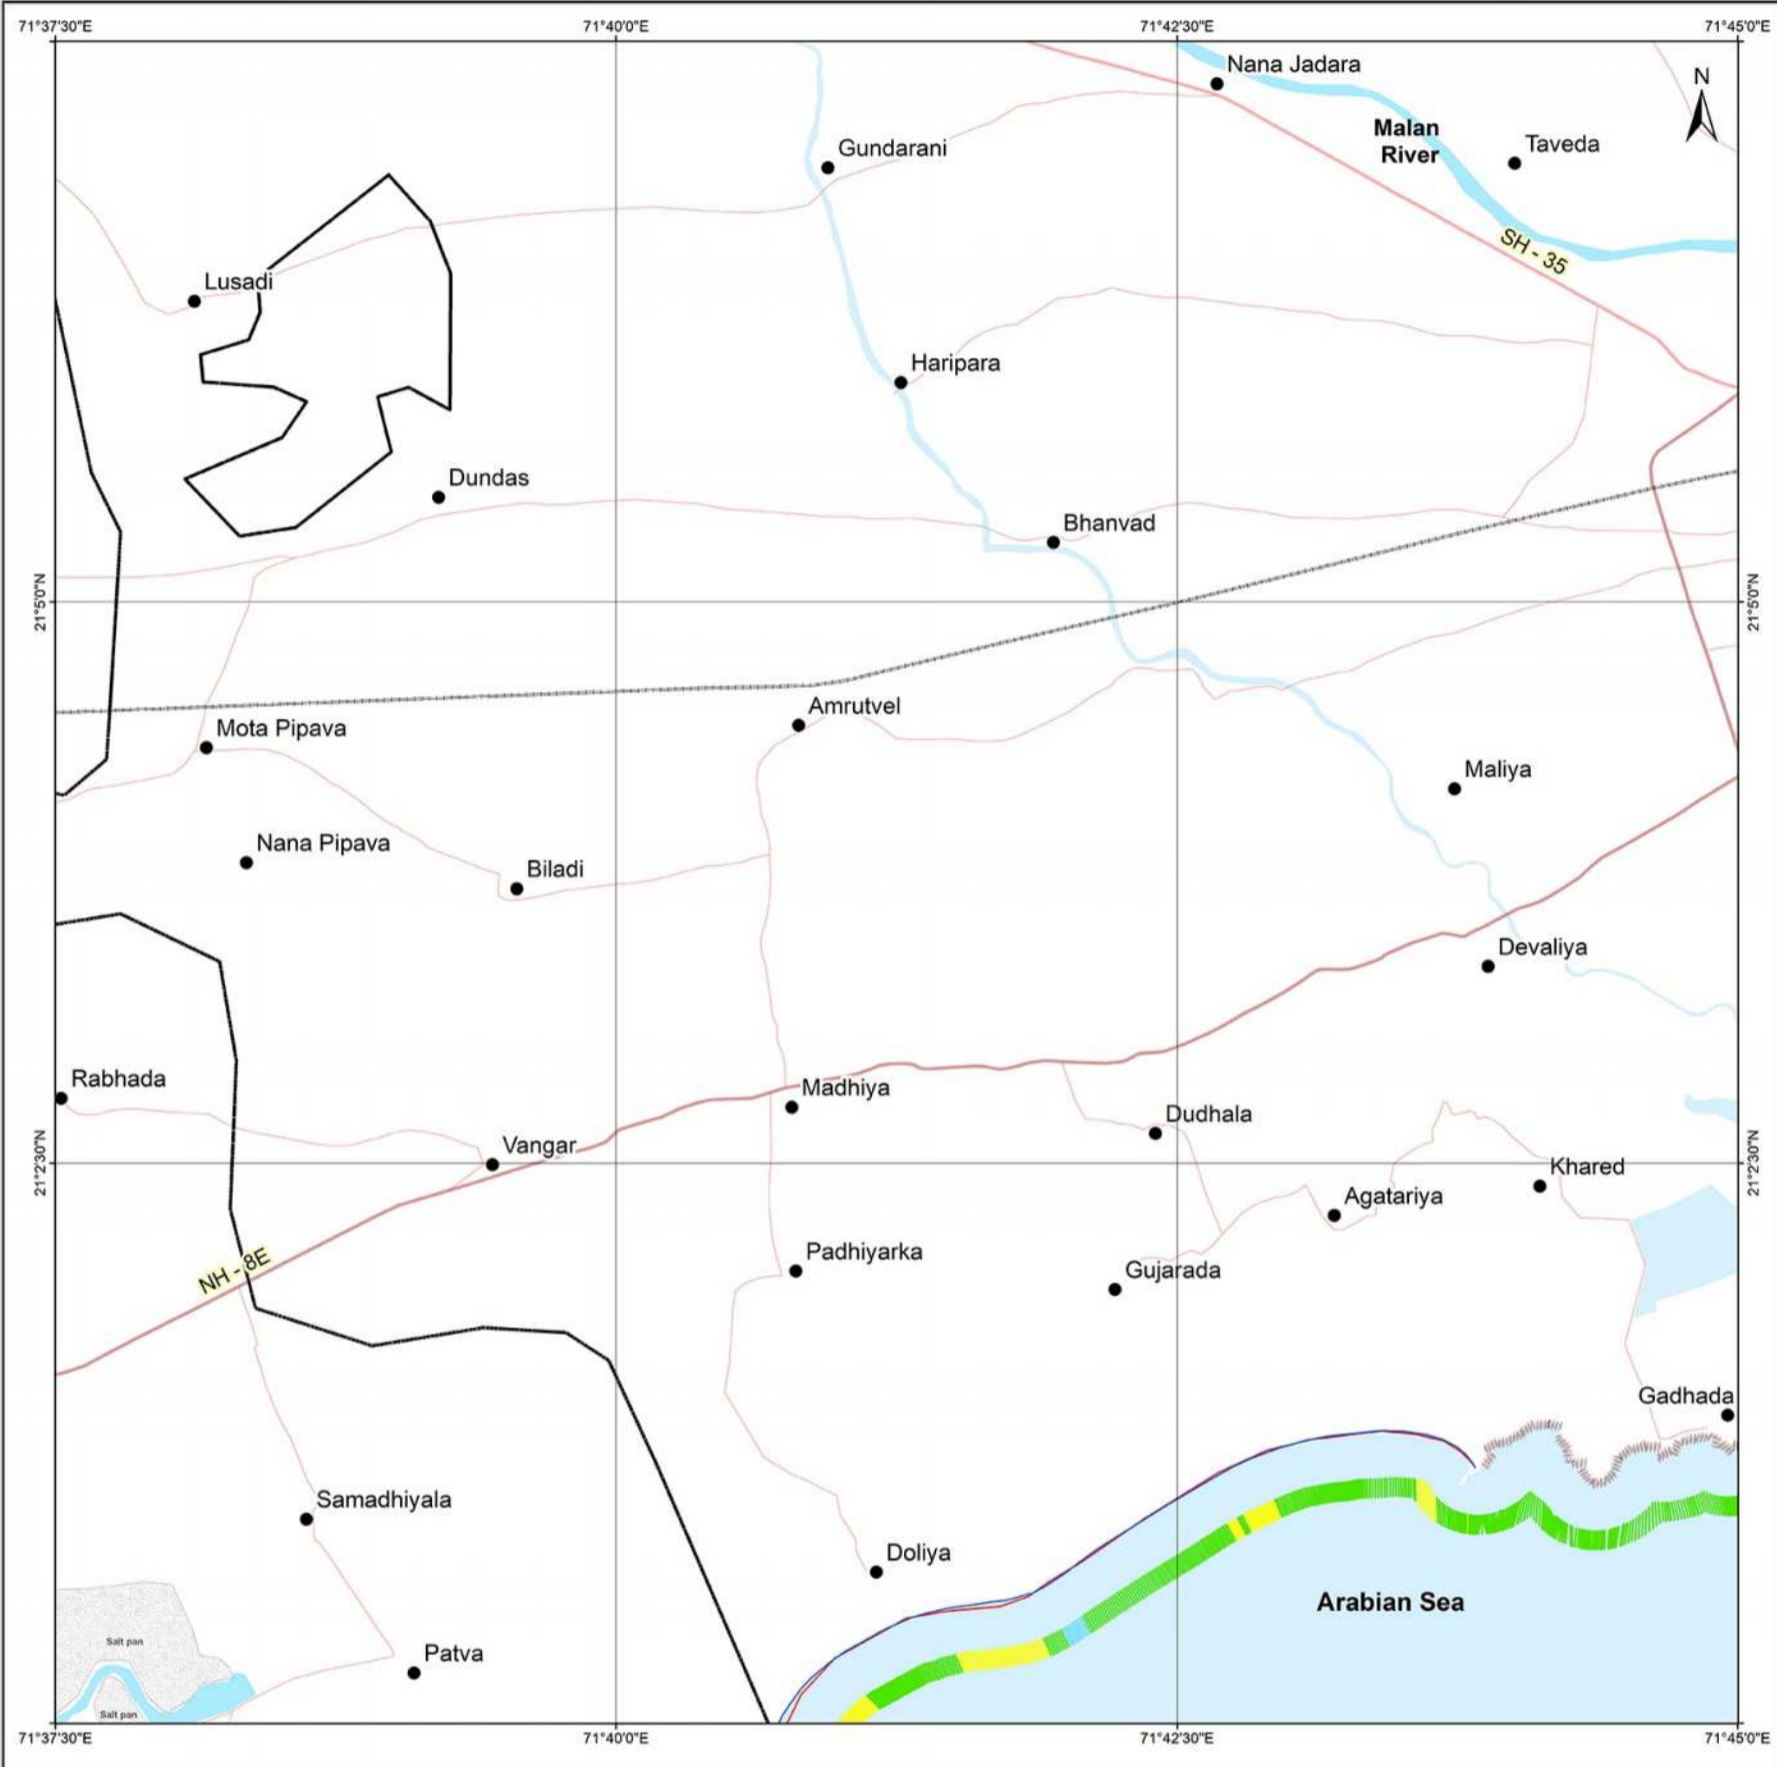 71°37'30"E
71°40'0"E
71°42'30"E
71°45'0"E
Nana Jadara
N
Malan
River
Taveda
Gundarani
SH - 35
Lusadi
Haripara
Dundas
Bhanvad
21°5'0"N
21°5'0"N
Amrutvel
Mota Pipava
Maliya
Nana Pipava
Biladi
Devaliya
Rabhada
Madhiya
Dudhala
Vangar
21°2'30"N
21°2'30"N
Khared
Agatariya
Padhiyarka
Gujarada
NH - 8E
Gadhada
Samadhiyala
Doliya
Arabian Sea
Salt pan
Patva
Salt pan
71°37'30"E
71°40'0"E
71°42'30"E
71°45'0"E